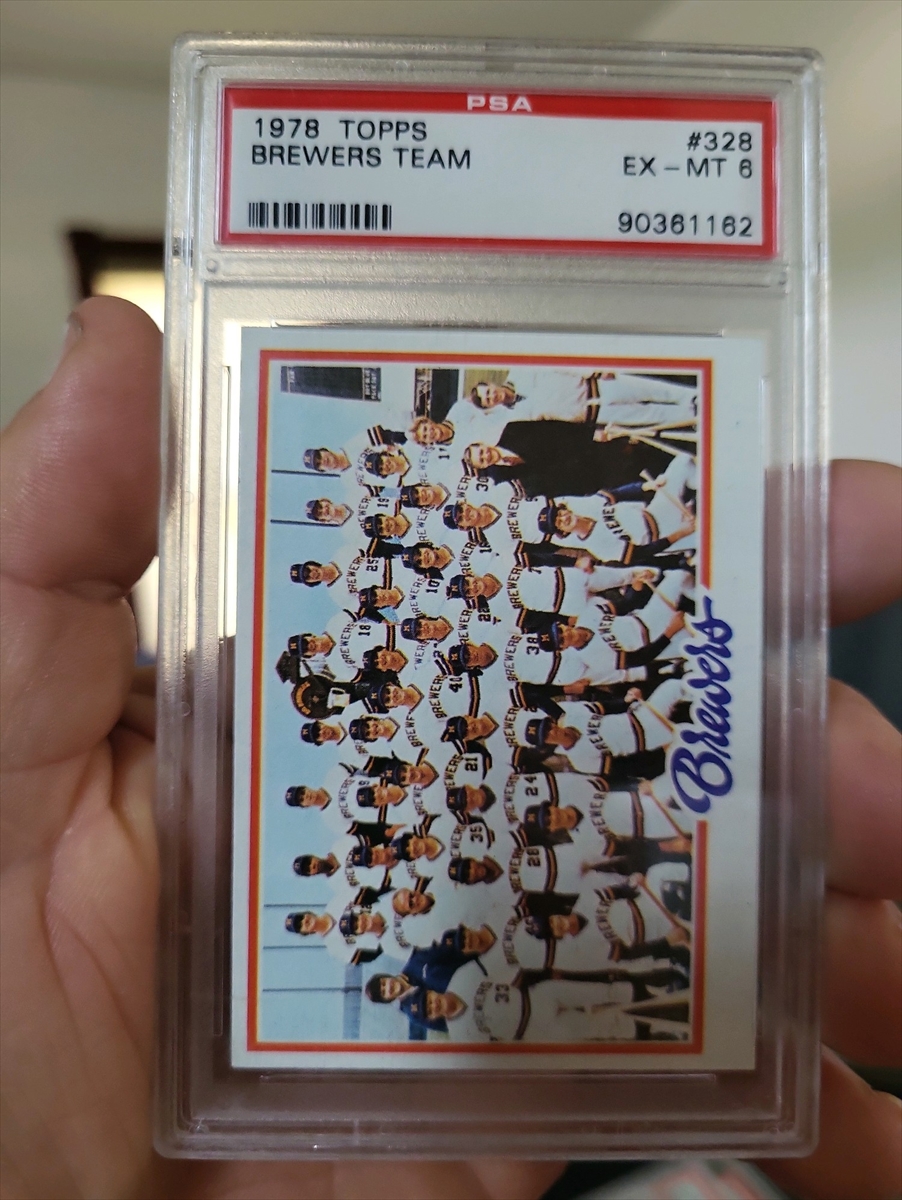 PSA
1978 TOPPS
#328
BREWERS TEAM
EX - MT 6
90361162
Brewers